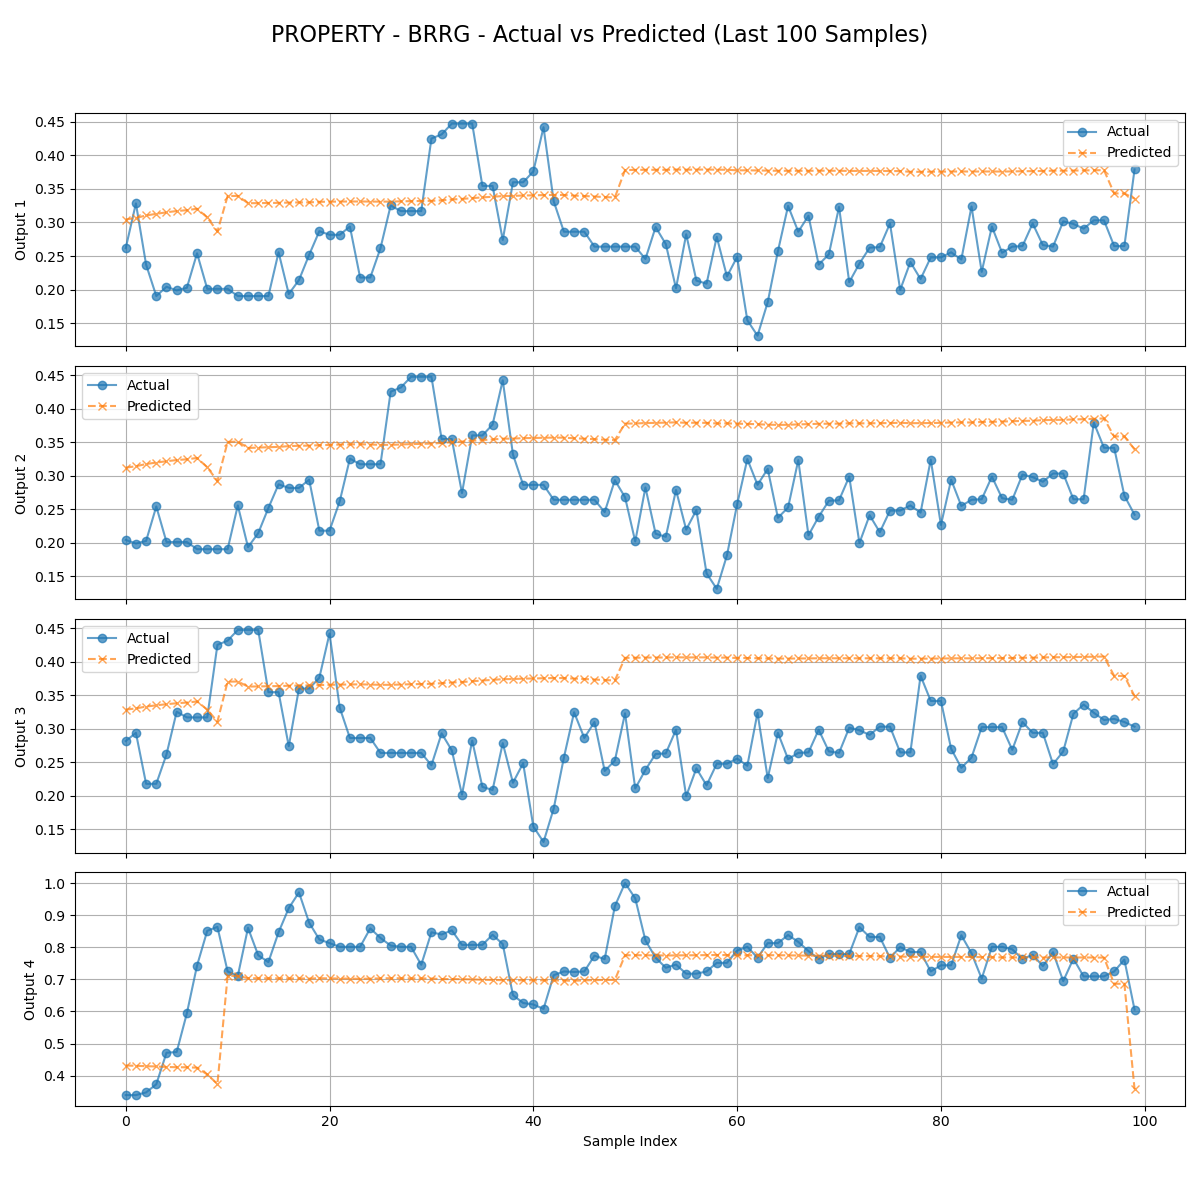 PROPERTY - BRRG - Actual vs Predicted (Last 100 Samples)
0.45
0.40
0.35
0.30
0.25
0.20
0.15
Output 1
Actual
Predicted
0.45
0.40
0.35
0.30
0.25
0.20
0.15
Output 2
Actual
Predicted
0.45
0.40
0.35
0.30
0.25
0.20
0.15
Output 3
Actual
Predicted
1.0
0.9
0.8
0.7
0.6
0.5
0.4
Output 4
Actual
Predicted
0 20 40 60 80 100
Sample Index